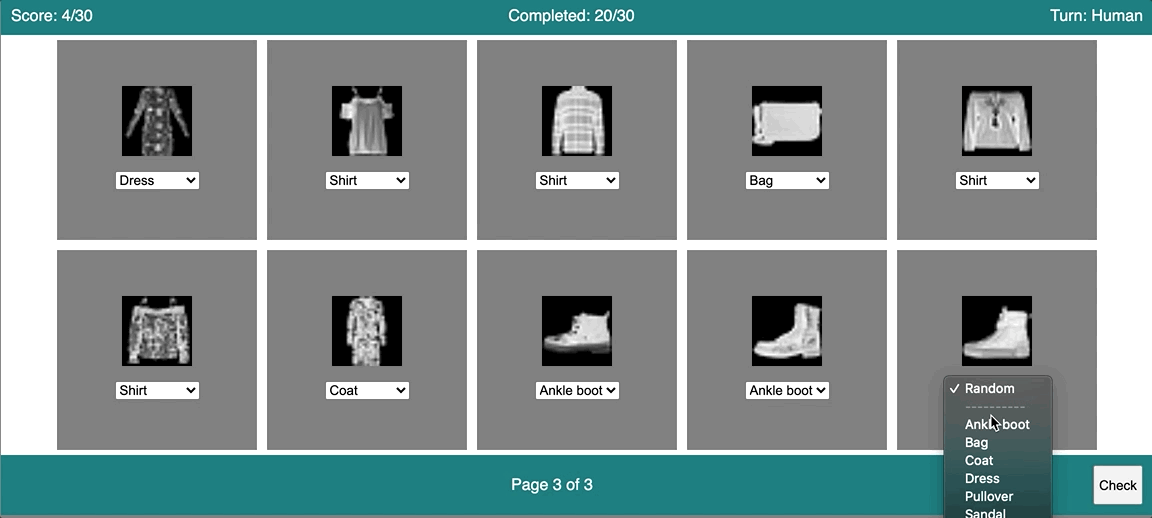 Score: 4/30 Completed: 20/30 Turn: Human
Dress Shirt Shirt Bag Shirt
Shirt Coat Ankle boot Ankle boot
✓ Random
----------
Ankle boot
Bag
Coat
Dress
Pullover
Sandal
Page 3 of 3
Check